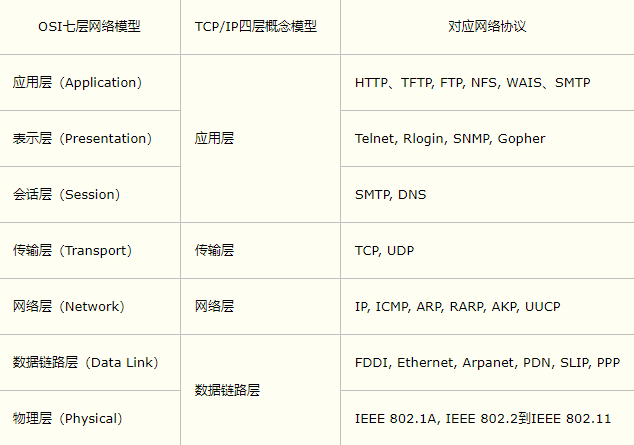 OSI七层网络模型 TCP/IP四层概念模型 对应网络协议
应用层（Application） HTTP、TFTP, FTP, NFS, WAIS、SMTP
表示层（Presentation） 应用层 Telnet, Rlogin, SNMP, Gopher
会话层（Session） SMTP, DNS
传输层（Transport） 传输层 TCP, UDP
网络层（Network） 网络层 IP, ICMP, ARP, RARP, AKP, UUCP
数据链路层（Data Link） FDDI, Ethernet, Arpanet, PDN, SLIP, PPP
数据链路层
物理层（Physical） IEEE 802.1A, IEEE 802.2到IEEE 802.11